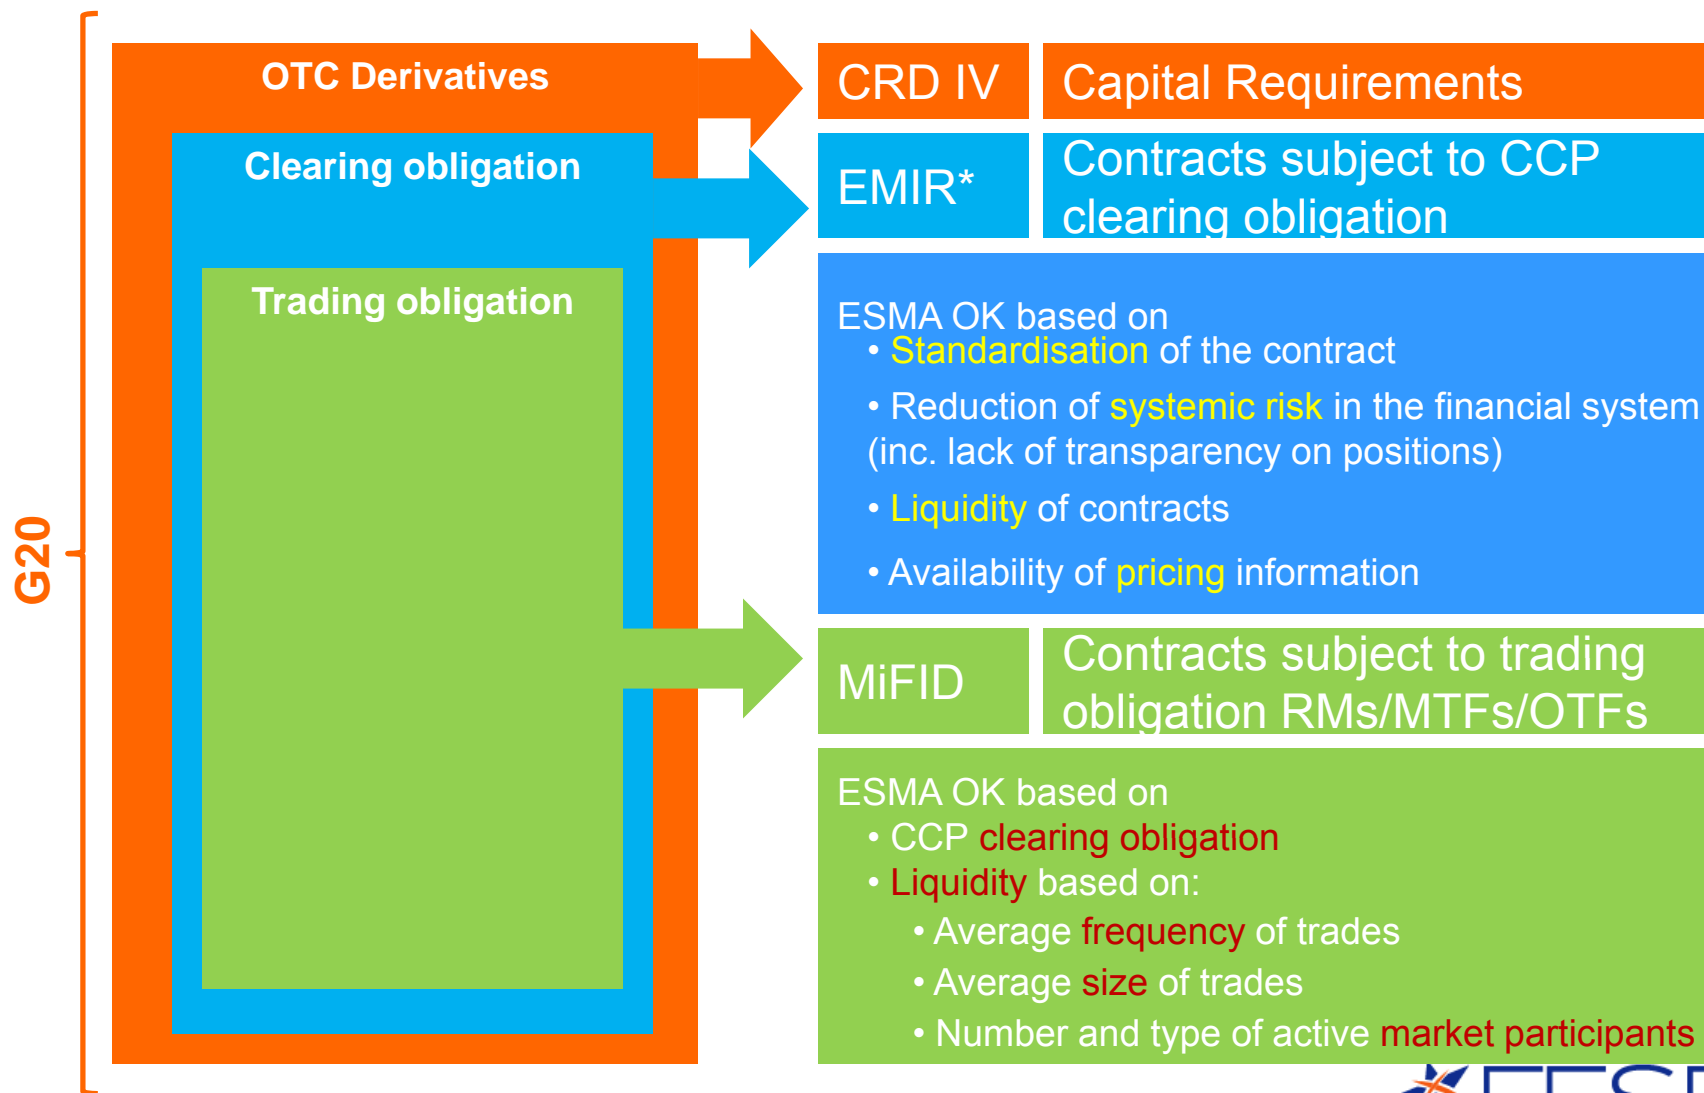 G20
OTC Derivatives
Clearing obligation
Trading obligation
CRD IV
Capital Requirements
EMIR*
Contracts subject to CCP
clearing obligation
ESMA OK based on
• Standardisation of the contract
• Reduction of systemic risk in the financial system
(inc. lack of transparency on positions)
• Liquidity of contracts
• Availability of pricing information
MiFID
Contracts subject to trading
obligation RMs/MTFs/OTFs
ESMA OK based on
• CCP clearing obligation
• Liquidity based on:
• Average frequency of trades
• Average size of trades
• Number and type of active market participants